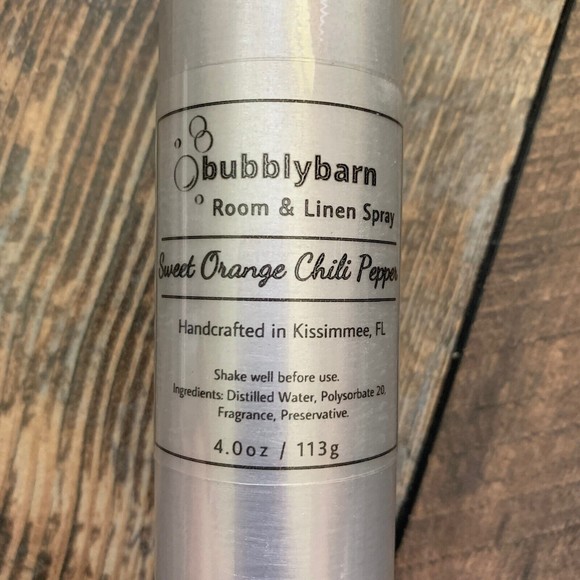 bubblybarn
Room & Linen Spray
Sweet Orange Chili Pepper
Handcrafted in Kissimmee, FL
Shake well before use.
Ingredients: Distilled Water, Polysorbate 20,
Fragrance, Preservative.
4.0oz / 113g